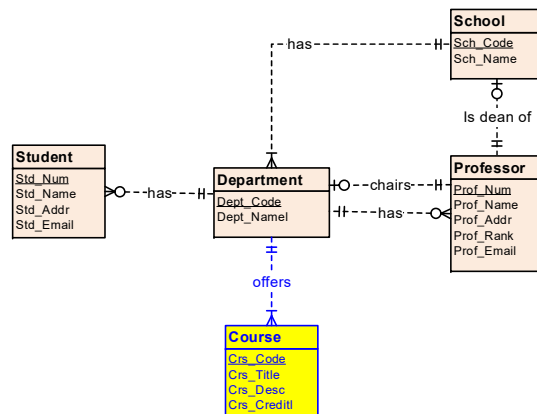 School
Sch_Code
Sch_Name
has
Is dean of
Student
Std_Num
Std_Name
Std_Addr
Std_Email
has
Department
Dept_Code
Dept_Namel
chairs
has
Professor
Prof_Num
Prof_Name
Prof_Addr
Prof_Rank
Prof_Email
offers
Course
Crs_Code
Crs_Title
Crs_Desc
Crs_Creditl